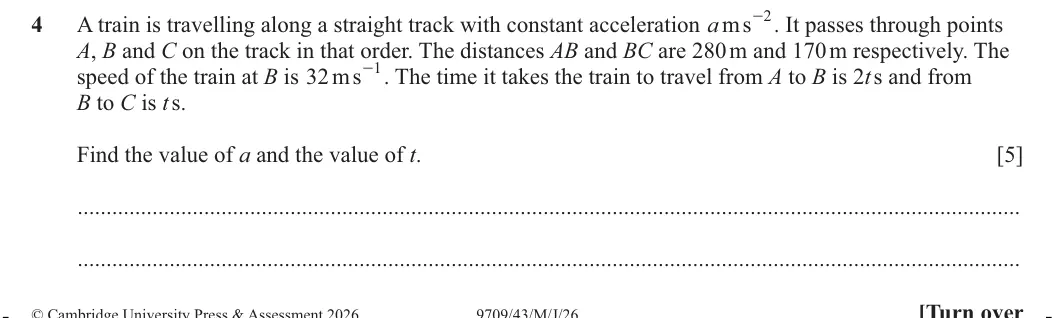 4 A train is travelling along a straight track with constant acceleration a m s⁻². It passes through points
A, B and C on the track in that order. The distances AB and BC are 280 m and 170 m respectively. The
speed of the train at B is 32 m s⁻¹. The time it takes the train to travel from A to B is 2t s and from
B to C is t s.
Find the value of a and the value of t. [5]
© Cambridge University Press & Assessment 2026 9709/43/M/J/26 [Turn over